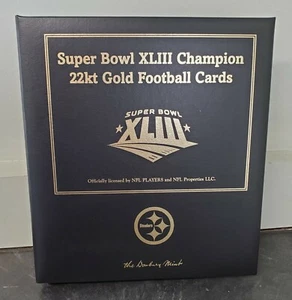 Super Bowl XLIII Champion
22kt Gold Football Cards
SUPER BOWL
XLIII
Officially licensed by NFL PLAYERS and NFL Properties LLC.
Steelers
The Danbury Mint